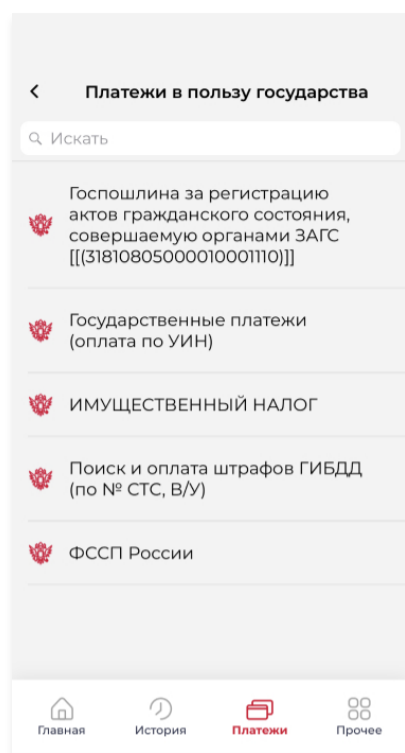 Платежи в пользу государства
Искать
Госпошлина за регистрацию
актов гражданского состояния,
совершаемую органами ЗАГС
[[(31810805000010001110)]]
Государственные платежи
(оплата по УИН)
ИМУЩЕСТВЕННЫЙ НАЛОГ
Поиск и оплата штрафов ГИБДД
(по № СТС, В/У)
ФССП России
Главная История Платежи Прочее